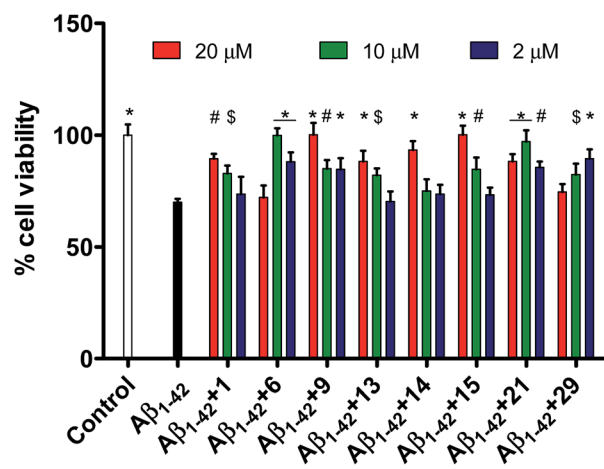 150
20 μM 10 μM 2 μM
* # $ * * # * * $ * * # * # $ *
100
% cell viability
50
0
Control
Aβ1-42
Aβ1-42+1
Aβ1-42+6
Aβ1-42+9
Aβ1-42+13
Aβ1-42+14
Aβ1-42+15
Aβ1-42+21
Aβ1-42+29